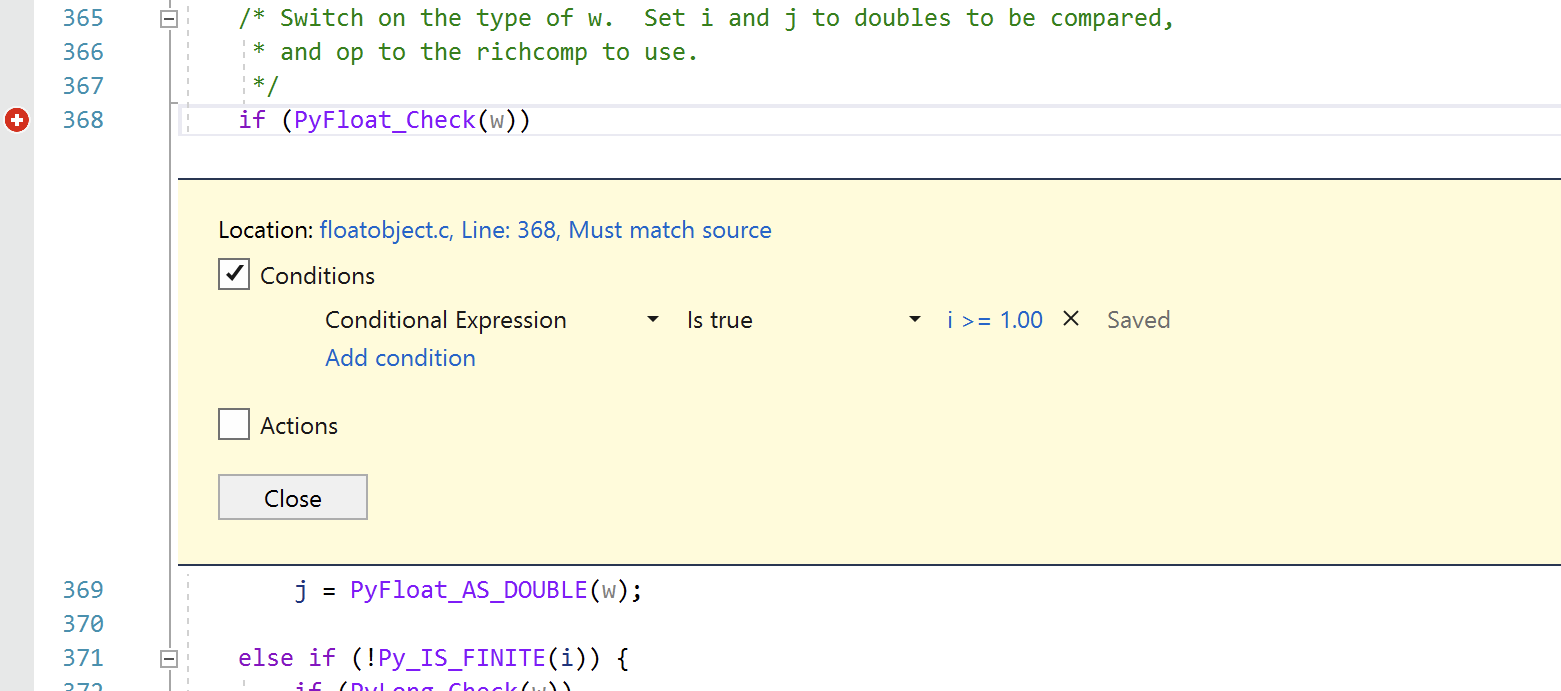 365 /* Switch on the type of w.  Set i and j to doubles to be compared,
366 * and op to the richcomp to use.
367 */
368 if (PyFloat_Check(w))
Location: floatobject.c, Line: 368, Must match source
Conditions
Conditional Expression Is true i >= 1.00 Saved
Add condition
Actions
Close
369 j = PyFloat_AS_DOUBLE(w);
370
371 else if (!Py_IS_FINITE(i)) {
372 if (PyLong_Check(w))